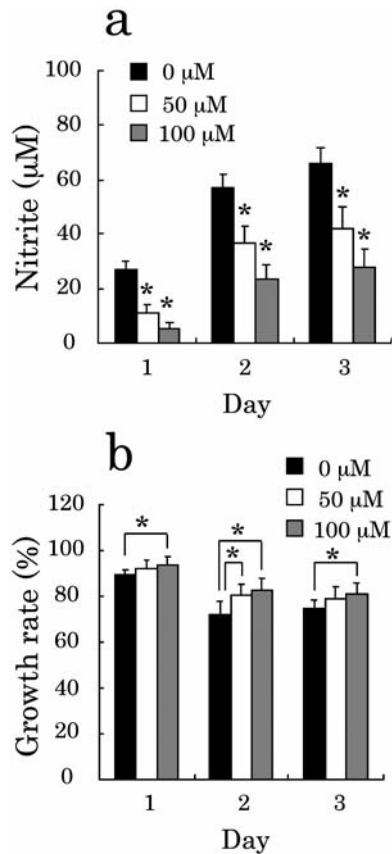 a
100
80
60
40
20
0
Nitrite (μM)
0 μM
50 μM
100 μM
* *
* *
* *
1 2 3
Day
b
120
100
80
60
40
20
0
Growth rate (%)
0 μM
50 μM
100 μM
*
*
*
*
1 2 3
Day